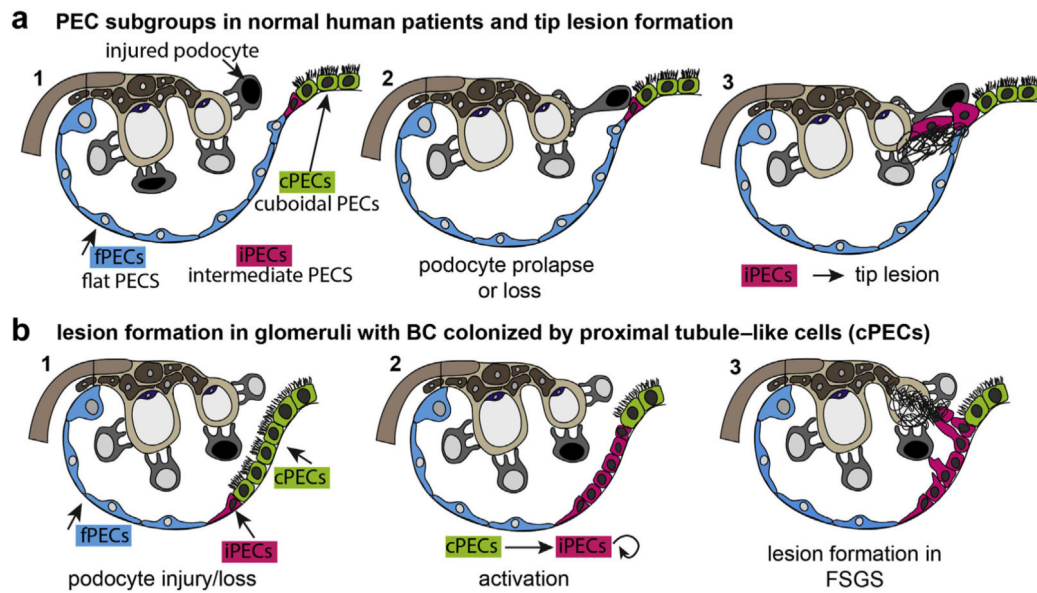 a PEC subgroups in normal human patients and tip lesion formation
injured podocyte
1
2
3
cPECs
cuboidal PECs
fPECs
flat PECS
iPECs
intermediate PECS
podocyte prolapse
or loss
iPECs → tip lesion
b lesion formation in glomeruli with BC colonized by proximal tubule–like cells (cPECs)
1
2
3
cPECs
fPECs
iPECs
podocyte injury/loss
cPECs → iPECs
activation
lesion formation in
FSGS